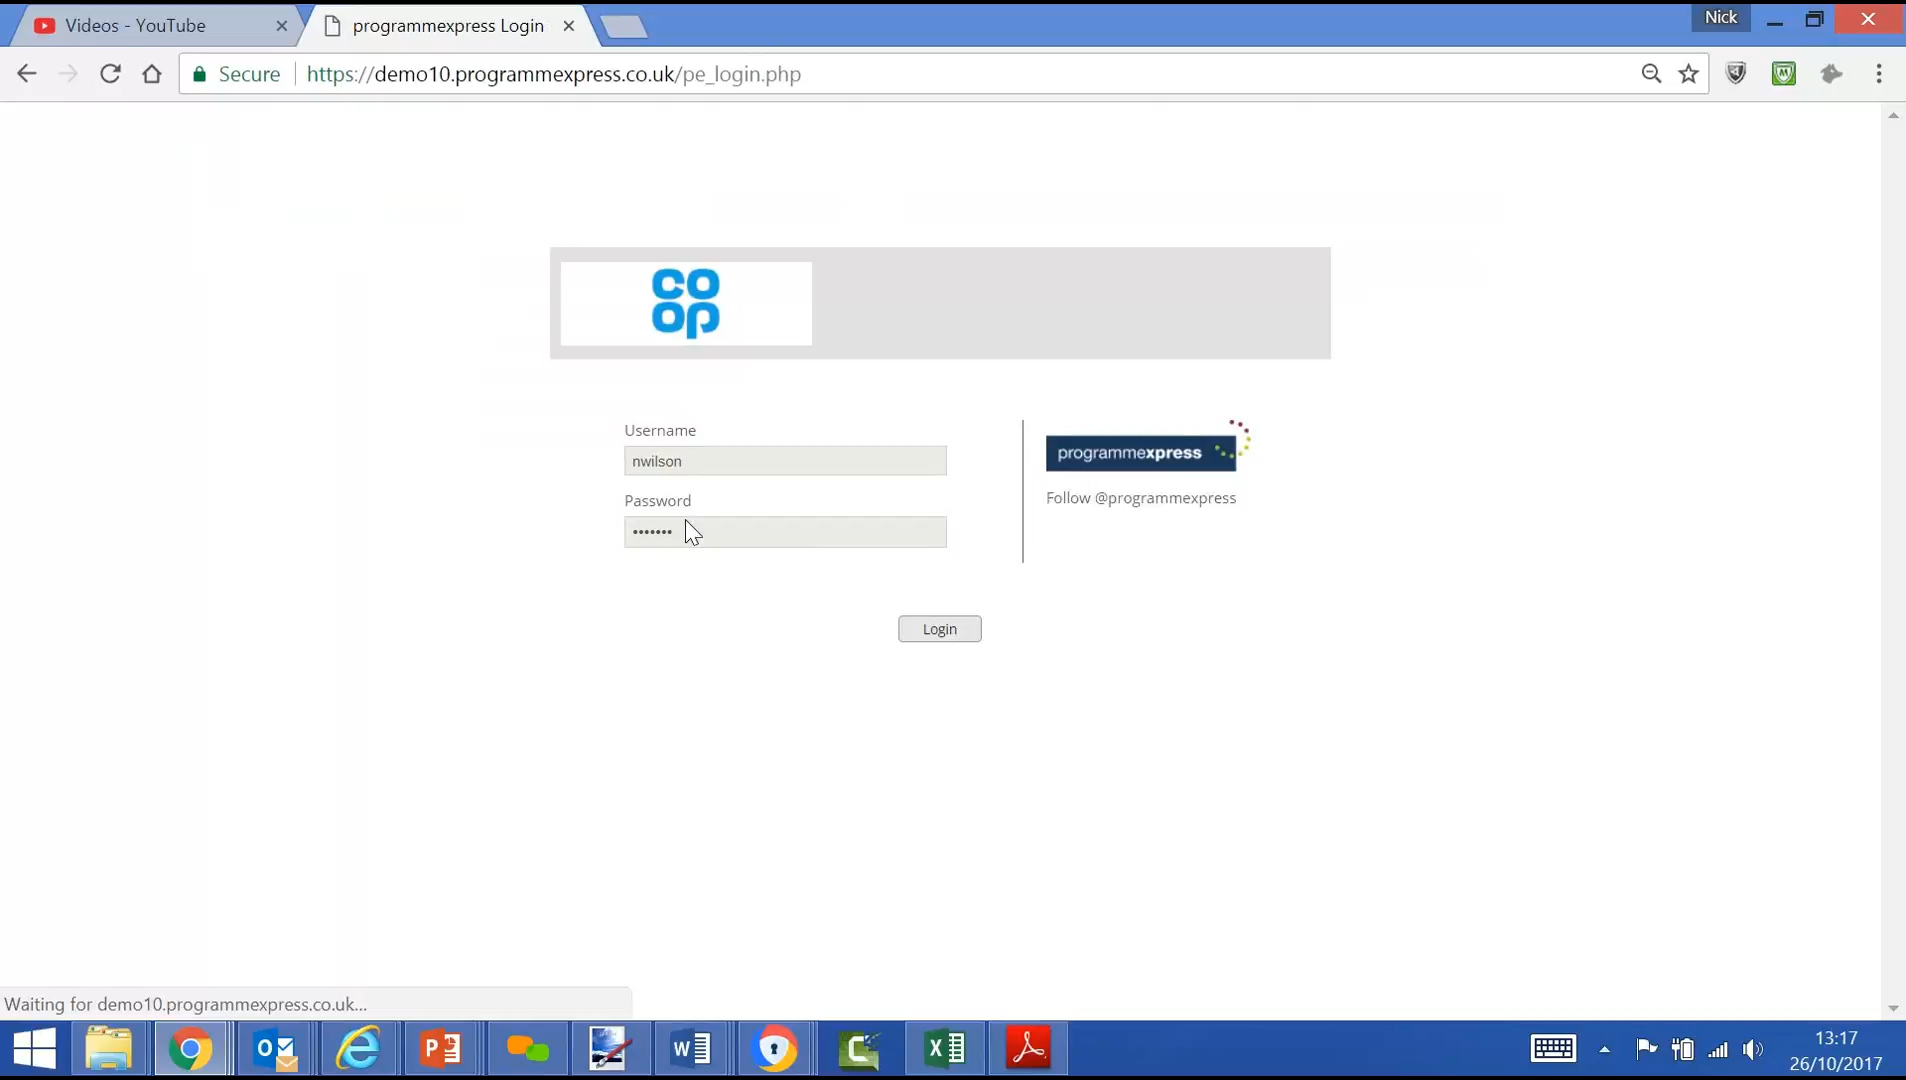 Videos - YouTube
programmexpress Login
Nick
Secure
https://demo10.programmexpress.co.uk/pe_login.php
co
op
Username
nwilson
Password
•••••••
programmexpress
Follow @programmexpress
Login
Waiting for demo10.programmexpress.co.uk...
13:17
26/10/2017